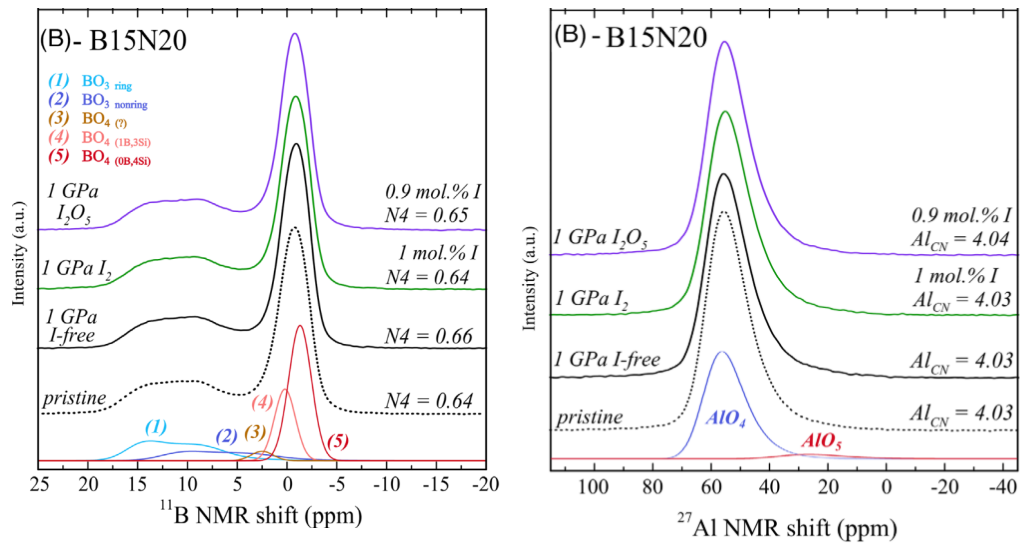 (B)- B15N20
(1) BO3 ring
(2) BO3 nonring
(3) BO4 (?)
(4) BO4 (1B,3Si)
(5) BO4 (0B,4Si)
1 GPa
I2O5
0.9 mol.% I
N4 = 0.65
1 GPa I2
1 mol.% I
N4 = 0.64
1 GPa
I-free
N4 = 0.66
pristine
N4 = 0.64
(1)
(2)
(3)
(4)
(5)
Intensity (a.u.)
25 20 15 10 5 0 -5 -10 -15 -20
11B NMR shift (ppm)
(B) - B15N20
1 GPa I2O5
0.9 mol.% I
AlCN = 4.04
1 GPa I2
1 mol.% I
AlCN = 4.03
1 GPa I-free
AlCN = 4.03
pristine
AlCN = 4.03
AlO4
AlO5
Intensity (a.u.)
100 80 60 40 20 0 -20 -40
27Al NMR shift (ppm)